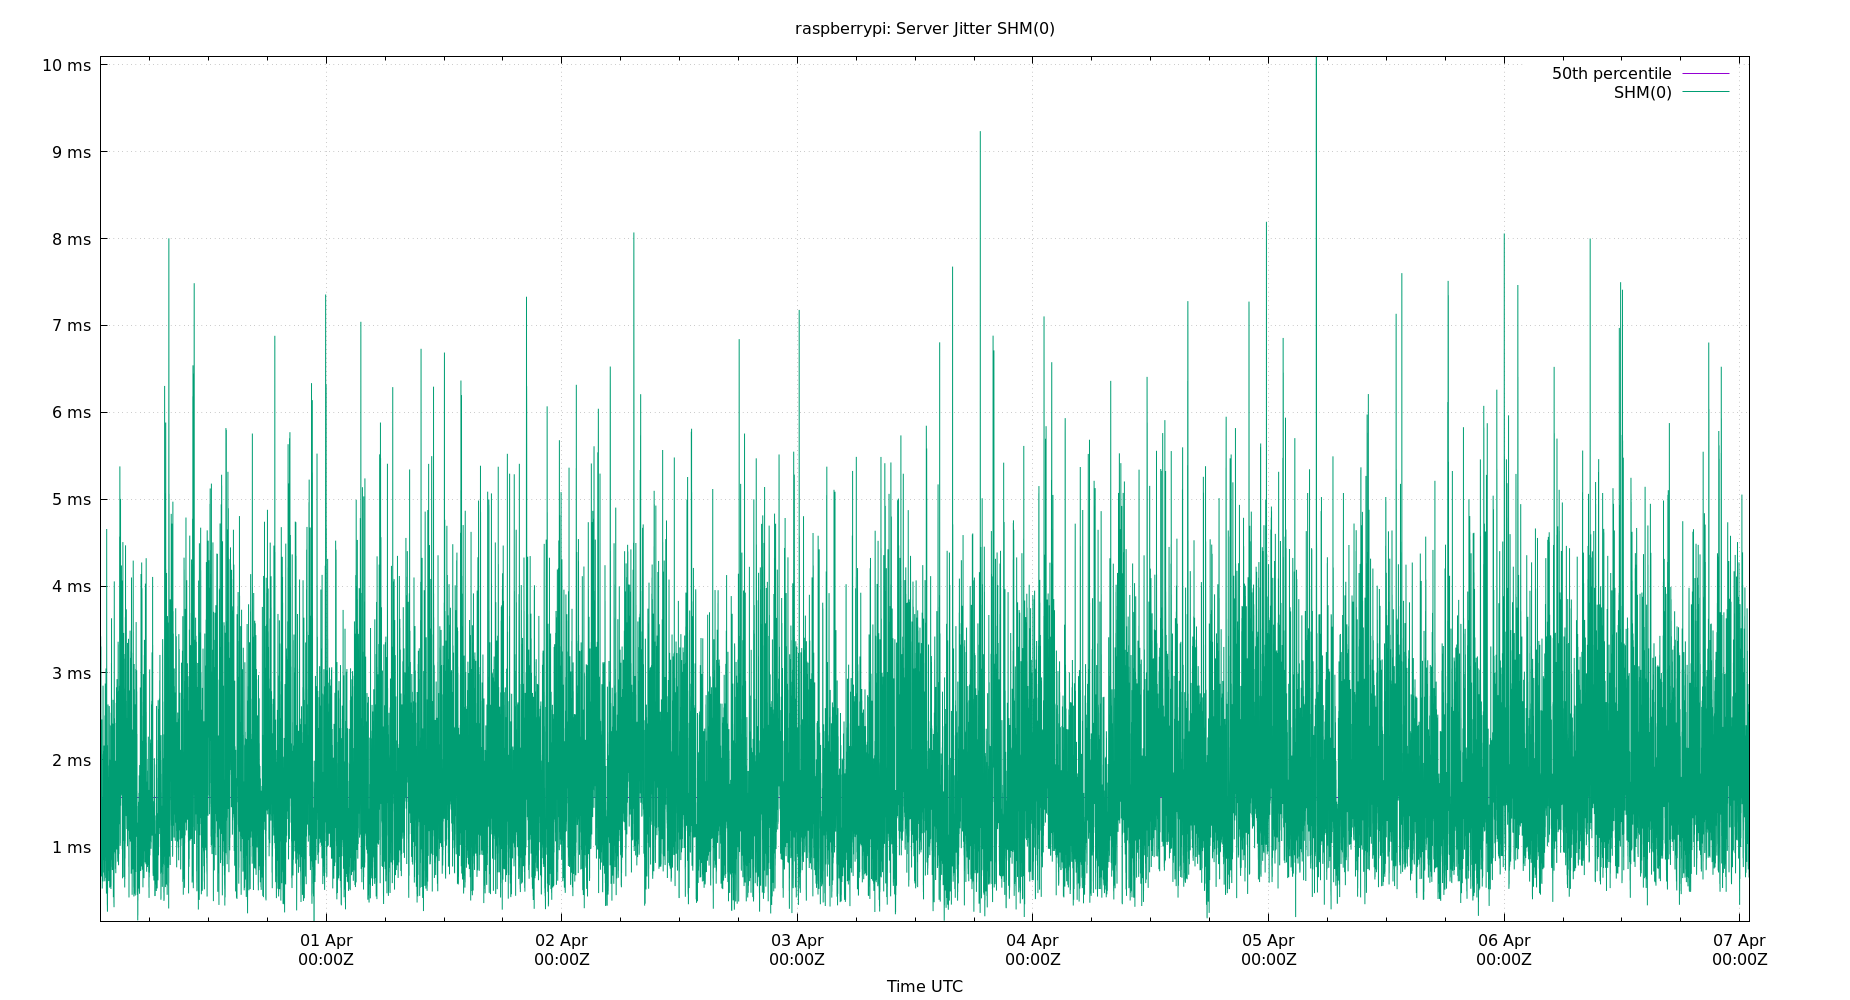 raspberrypi: Server Jitter SHM(0)
10 ms
9 ms
8 ms
7 ms
6 ms
5 ms
4 ms
3 ms
2 ms
1 ms
50th percentile
SHM(0)
01 Apr
00:00Z
02 Apr
00:00Z
03 Apr
00:00Z
04 Apr
00:00Z
05 Apr
00:00Z
06 Apr
00:00Z
07 Apr
00:00Z
Time UTC